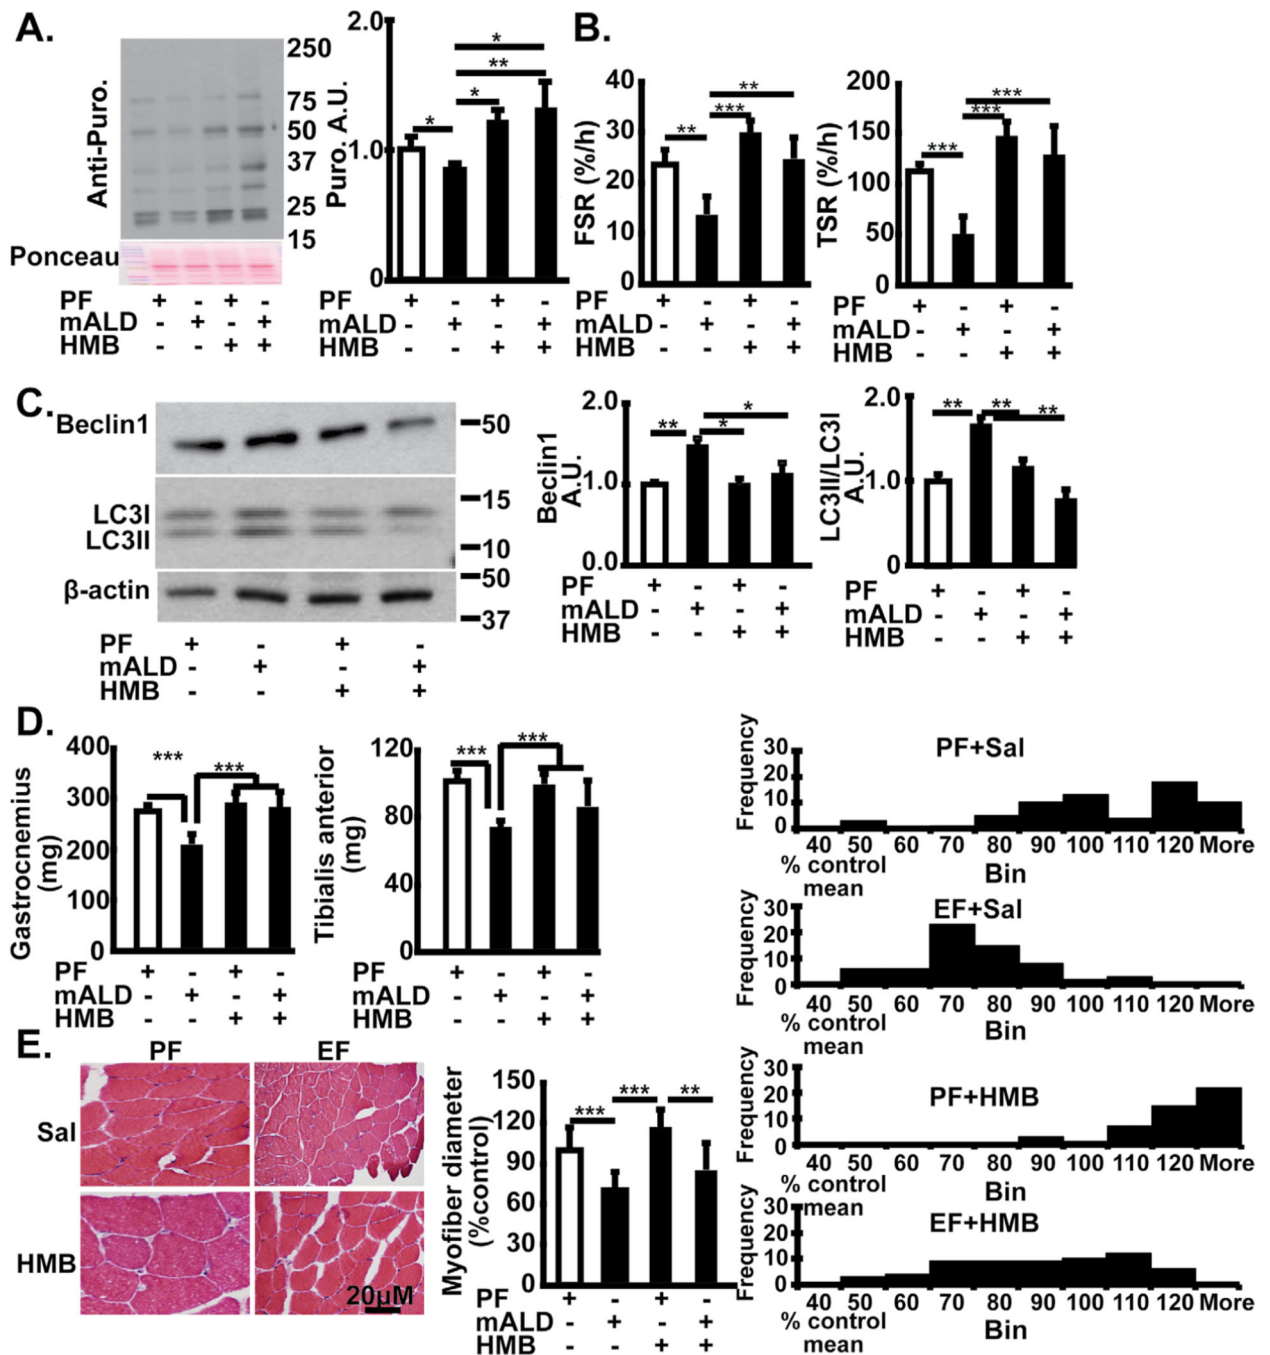 A.
Anti-Puro.
250
75
50
37
25
15
Ponceau
PF + - + -
mALD - + - +
HMB - - + +
Puro. A.U.
2.0
1.0
0
*
*
**
*
PF + - + -
mALD - + - +
HMB - - + +
B.
FSR (%/h)
40
30
20
10
0
**
***
**
PF + - + -
mALD - + - +
HMB - - + +
TSR (%/h)
200
150
100
50
0
***
***
***
PF + - + -
mALD - + - +
HMB - - + +
C.
Beclin1
50
LC3I
LC3II
15
10
β-actin
50
37
PF + - + -
mALD - + - +
HMB - - + +
Beclin1
A.U.
2.0
1.0
0.0
**
*
*
PF + - + -
mALD - + - +
HMB - - + +
LC3II/LC3I
A.U.
2.0
1.0
0
**
**
**
PF + - + -
mALD - + - +
HMB - - + +
D.
Gastrocnemius
(mg)
400
300
200
100
0
***
***
PF + - + -
mALD - + - +
HMB - - + +
Tibialis anterior
(mg)
120
80
40
0
***
***
PF + - + -
mALD - + - +
HMB - - + +
E.
PF EF
Sal
HMB
20µM
Myofiber diameter
(%control)
150
120
90
60
30
0
***
***
**
PF + - + -
mALD - + - +
HMB - - + +
PF+Sal
Frequency
30
20
10
0
40 50 60 70 80 90 100 110 120 More
% control
mean
Bin
EF+Sal
Frequency
30
20
10
0
40 50 60 70 80 90 100 110 120 More
% control
mean
Bin
PF+HMB
Frequency
30
20
10
0
40 50 60 70 80 90 100 110 120 More
% control
mean
Bin
EF+HMB
Frequency
30
20
10
0
40 50 60 70 80 90 100 110 120 More
% control
mean
Bin